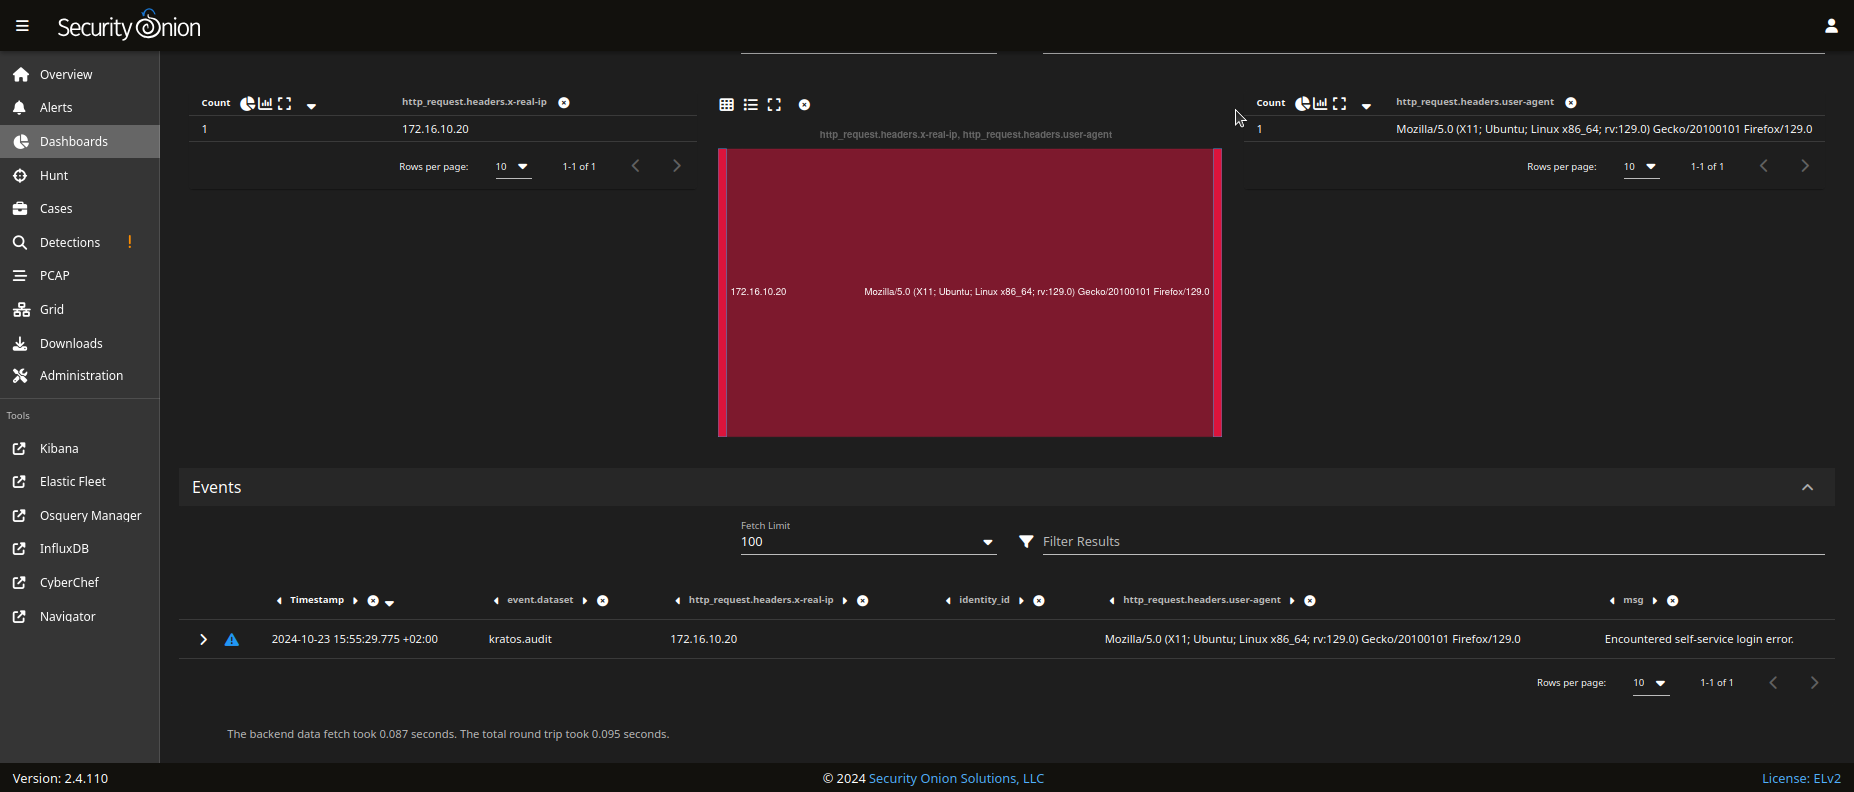 Security Onion
Overview
Alerts
Dashboards
Hunt
Cases
Detections !
PCAP
Grid
Downloads
Administration
Tools
Kibana
Elastic Fleet
Osquery Manager
InfluxDB
CyberChef
Navigator
Count http_request.headers.x-real-ip
1 172.16.10.20
Rows per page: 10 1-1 of 1
http_request.headers.x-real-ip, http_request.headers.user-agent
172.16.10.20 Mozilla/5.0 (X11; Ubuntu; Linux x86_64; rv:129.0) Gecko/20100101 Firefox/129.0
Count http_request.headers.user-agent
1 Mozilla/5.0 (X11; Ubuntu; Linux x86_64; rv:129.0) Gecko/20100101 Firefox/129.0
Rows per page: 10 1-1 of 1
Events
Fetch Limit
100 Filter Results
Timestamp event.dataset http_request.headers.x-real-ip identity_id http_request.headers.user-agent msg
2024-10-23 15:55:29.775 +02:00 kratos.audit 172.16.10.20 Mozilla/5.0 (X11; Ubuntu; Linux x86_64; rv:129.0) Gecko/20100101 Firefox/129.0 Encountered self-service login error.
Rows per page: 10 1-1 of 1
The backend data fetch took 0.087 seconds. The total round trip took 0.095 seconds.
Version: 2.4.110 © 2024 Security Onion Solutions, LLC License: ELv2